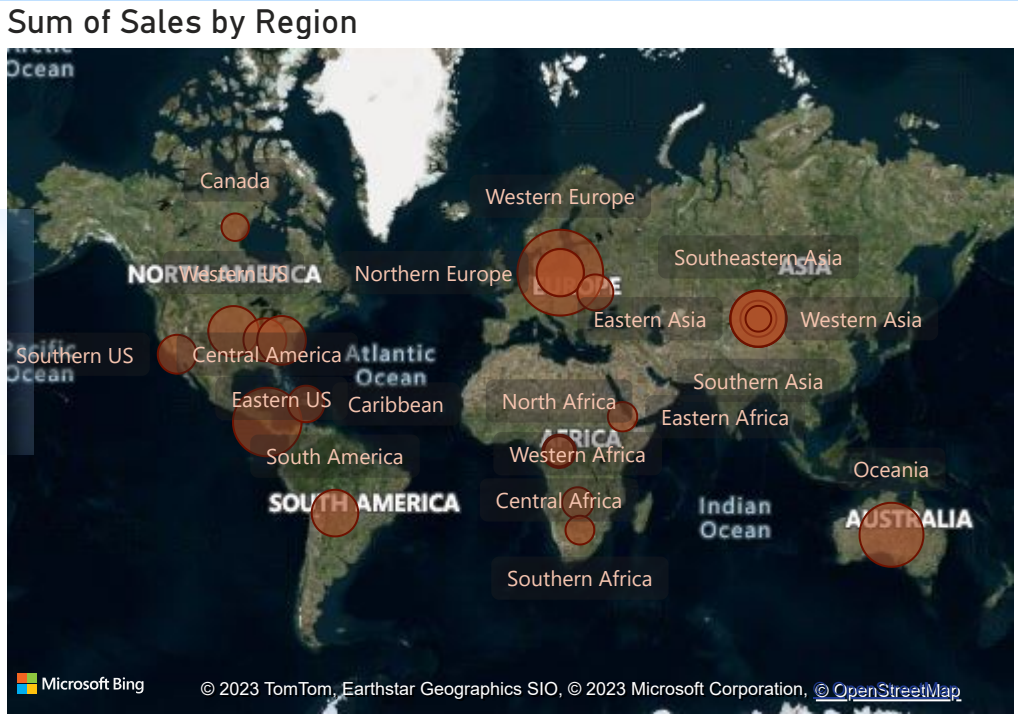 Sum of Sales by Region
Arctic
Ocean
Canada
Western Europe
NORTH AMERICA
Western US
Northern Europe
EUROPE
Southeastern Asia
ASIA
Eastern Asia
Western Asia
Pacific
Ocean
Southern US
Central America
Atlantic
Ocean
Southern Asia
Eastern US
Caribbean
North Africa
Eastern Africa
AFRICA
Western Africa
South America
Oceania
SOUTH AMERICA
Central Africa
Indian
Ocean
AUSTRALIA
Southern Africa
Microsoft Bing
© 2023 TomTom, Earthstar Geographics SIO, © 2023 Microsoft Corporation, © OpenStreetMap